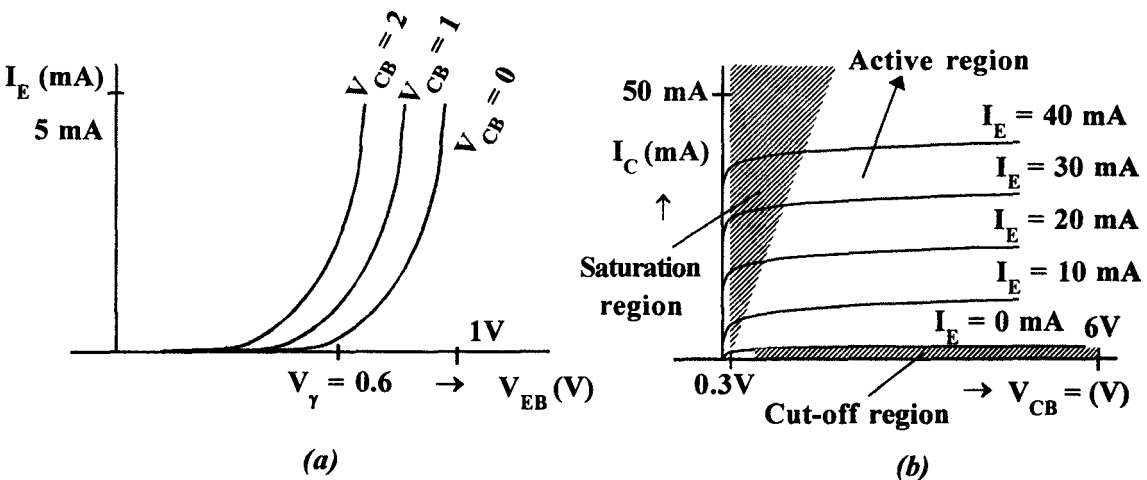 I_E (mA)
5 mA
V_CB = 2
V_CB = 1
V_CB = 0
1V
V_γ = 0.6 → V_EB (V)
(a)
Active region
50 mA
I_C (mA)
↑
I_E = 40 mA
I_E = 30 mA
I_E = 20 mA
I_E = 10 mA
I_E = 0 mA
6V
Saturation
region
0.3V
→ V_CB = (V)
Cut-off region
(b)